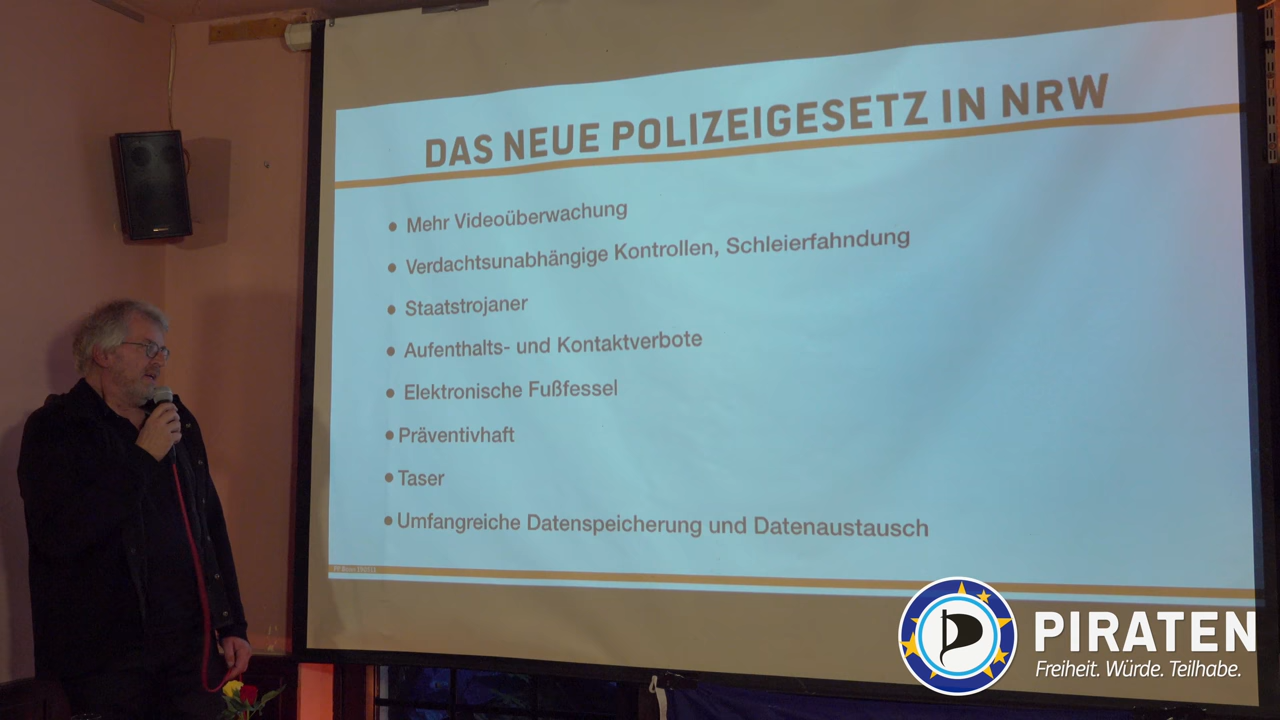 DAS NEUE POLIZEIGESETZ IN NRW
● Mehr Videoüberwachung
● Verdachtsunabhängige Kontrollen, Schleierfahndung
● Staatstrojaner
● Aufenthalts- und Kontaktverbote
● Elektronische Fußfessel
● Präventivhaft
● Taser
● Umfangreiche Datenspeicherung und Datenaustausch
PIRATEN
Freiheit. Würde. Teilhabe.